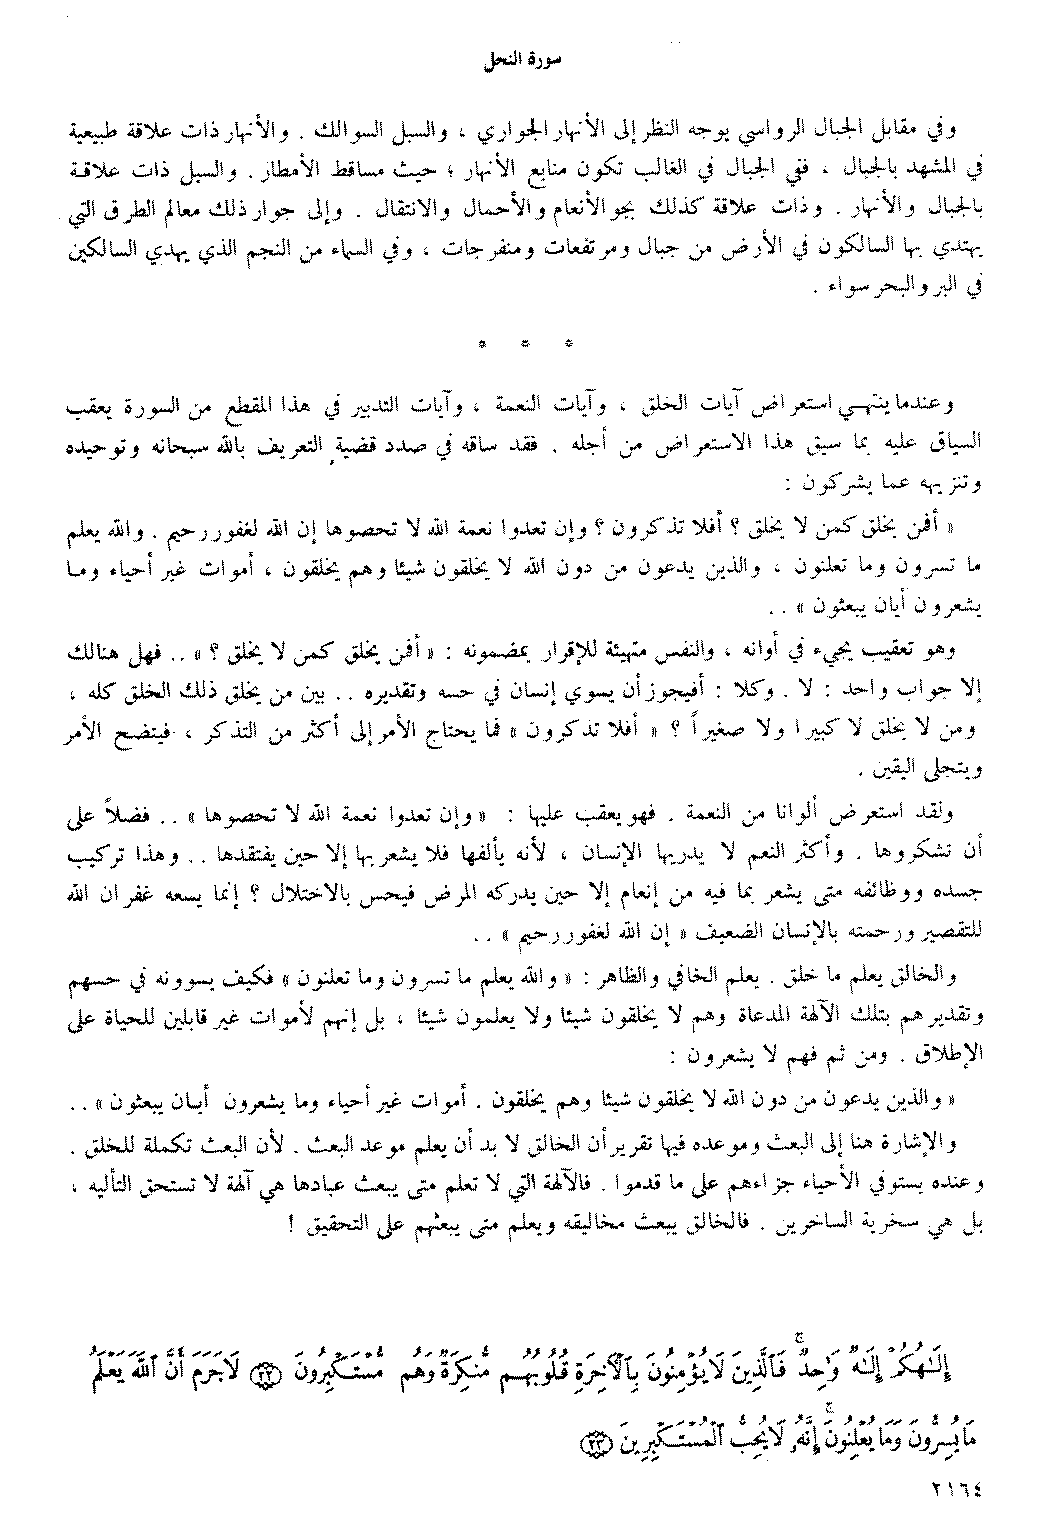 سورة النحل
وفي مقابل الجبال الرواسي يوجه النظر إلى الأنهار الجواري ، والسبل السوالك . والأنهار ذات علاقة طبيعية
في المشهد بالجبال ، ففي الجبال في الغالب تكون منابع الأنهار ؛ حيث مساقط الأمطار . والسبل ذات علاقة
بالجبال والأنهار . وذات علاقة كذلك بجو الأنعام والأحمال والانتقال . وإلى جوار ذلك معالم الطرق التي
يهتدي بها السالكون في الأرض من جبال ومرتفعات ومنفرجات ، وفي السماء من النجم الذي يهدي السالكين
في البر والبحر سواء .
* * *
وعندما ينتهي استعراض آيات الخلق ، وآيات النعمة ، وآيات التدبير في هذا المقطع من السورة يعقب
السياق عليه بما سيق هذا الاستعراض من أجله . فقد ساقه في صدد قضية التعريف بالله سبحانه وتوحيده
وتنزيهه عما يشركون :
« أفمن يخلق كمن لا يخلق ؟ أفلا تذكرون ؟ وإن تعدوا نعمة الله لا تحصوها إن الله لغفور رحيم . والله يعلم
ما تسرون وما تعلنون ، والذين يدعون من دون الله لا يخلقون شيئا وهم يخلقون ، أموات غير أحياء وما
يشعرون أيان يبعثون » ..
وهو تعقيب يجيء في أوانه ، والنفس متهيئة للإقرار بمضمونه : « أفمن يخلق كمن لا يخلق ؟ » .. فهل هنالك
إلا جواب واحد : لا . وكلا : أفيجوز أن يسوي إنسان في حسه وتقديره .. بين من يخلق ذلك الخلق كله ،
ومن لا يخلق لا كبيرا ولا صغيراً ؟ « أفلا تذكرون » فما يحتاج الأمر إلى أكثر من التذكر ، فيتضح الأمر
ويتجلى اليقين .
ولقد استعرض ألوانا من النعمة . فهو يعقب عليها : « وإن تعدوا نعمة الله لا تحصوها » .. فضلاً على
أن تشكروها . وأكثر النعم لا يدريها الإنسان ، لأنه يألفها فلا يشعر بها إلا حين يفتقدها .. وهذا تركيب
جسده ووظائفه متى يشعر بما فيه من إنعام إلا حين يدركه المرض فيحس بالاختلال ؟ إنما يسعه غفران الله
للتقصير ورحمته بالإنسان الضعيف « إن الله لغفور رحيم » ..
والخالق يعلم ما خلق . يعلم الخافي والظاهر : « والله يعلم ما تسرون وما تعلنون » فكيف يسوونه في حسهم
وتقديرهم بتلك الآلهة المدعاة وهم لا يخلقون شيئا ولا يعلمون شيئا ، بل إنهم لأموات غير قابلين للحياة على
الإطلاق . ومن ثم فهم لا يشعرون :
« والذين يدعون من دون الله لا يخلقون شيئا وهم يخلقون . أموات غير أحياء وما يشعرون أيان يبعثون » ..
والإشارة هنا إلى البعث وموعده فيها تقرير أن الخالق لا بد أن يعلم موعد البعث . لأن البعث تكملة للخلق .
وعنده يستوفي الأحياء جزاءهم على ما قدموا . فالآلهة التي لا تعلم متى يبعث عبادها هي آلهة لا تستحق التأليه ،
بل هي سخرية الساخرين . فالخالق يبعث مخاليقه ويعلم متى يبعثهم على التحقيق !
إِلَٰهُكُمْ إِلَٰهٌ وَٰحِدٌ ۚ فَٱلَّذِينَ لَا يُؤْمِنُونَ بِٱلْءَاخِرَةِ قُلُوبُهُم مُّنكِرَةٌ وَهُم مُّسْتَكْبِرُونَ ﴿٢٢﴾ لَا جَرَمَ أَنَّ ٱللَّهَ يَعْلَمُ
مَا يُسِرُّونَ وَمَا يُعْلِنُونَ ۚ إِنَّهُۥ لَا يُحِبُّ ٱلْمُسْتَكْبِرِينَ ﴿٢٣﴾
٢١٦٤